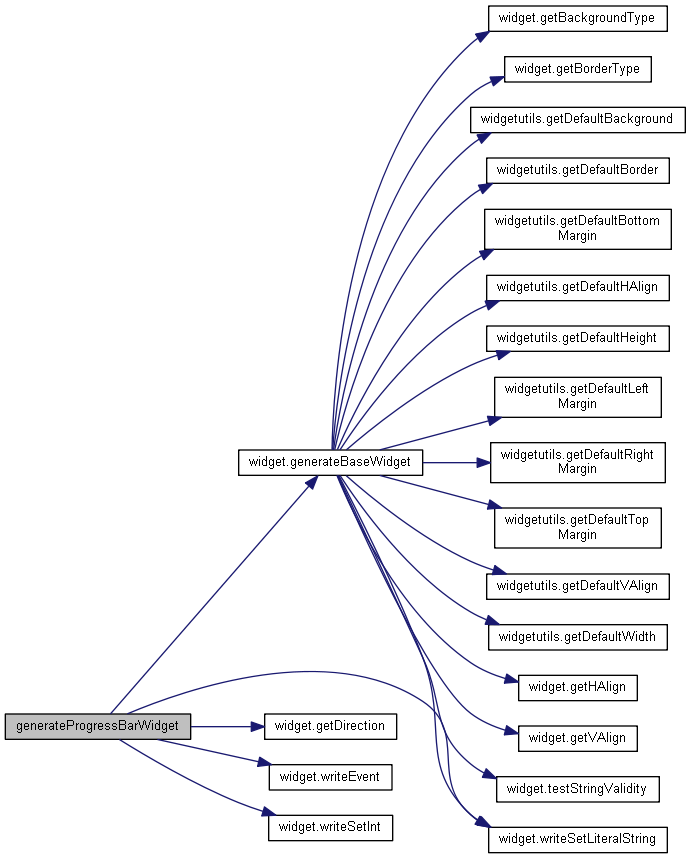 widget.getBackgroundType
widget.getBorderType
widgetutils.getDefaultBackground
widgetutils.getDefaultBorder
widgetutils.getDefaultBottom
Margin
widgetutils.getDefaultHAlign
widgetutils.getDefaultHeight
widgetutils.getDefaultLeft
Margin
widget.generateBaseWidget
widgetutils.getDefaultRight
Margin
widgetutils.getDefaultTop
Margin
widgetutils.getDefaultVAlign
widgetutils.getDefaultWidth
widget.getHAlign
generateProgressBarWidget
widget.getDirection
widget.getVAlign
widget.writeEvent
widget.testStringValidity
widget.writeSetInt
widget.writeSetLiteralString